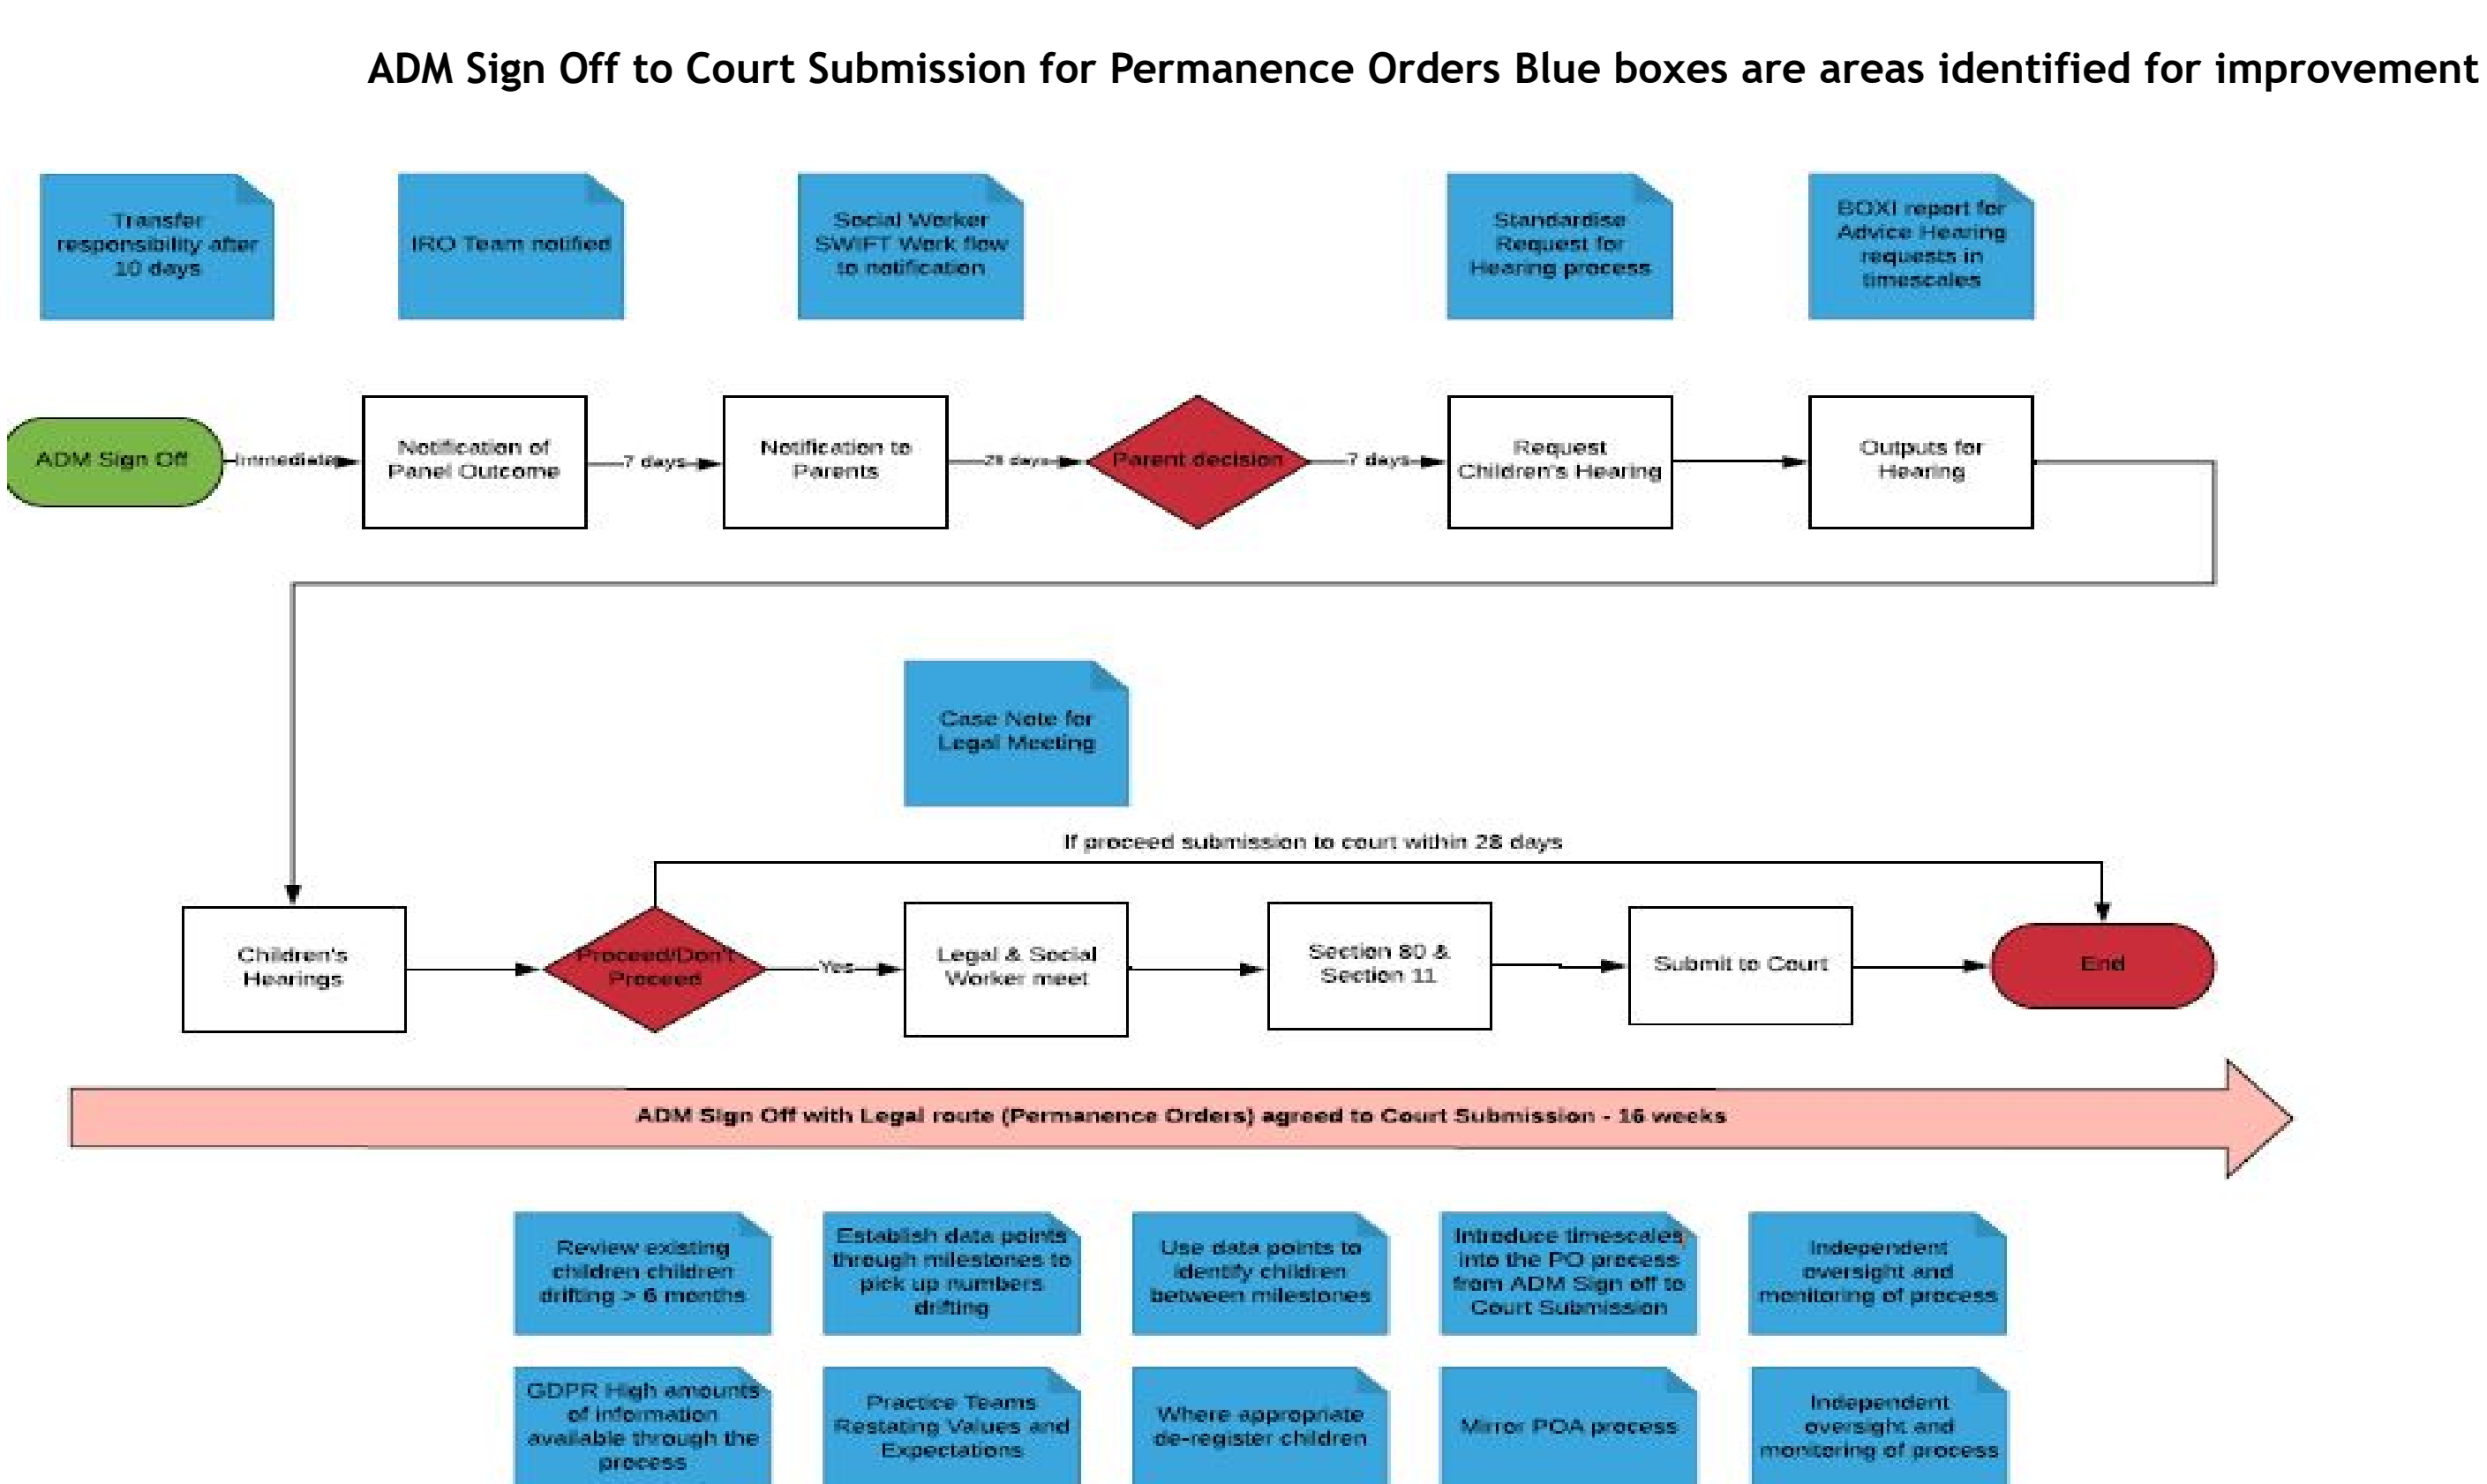 ADM Sign Off to Court Submission for Permanence Orders Blue boxes are areas identified for improvement
Transfer
responsibility after
10 days
IRO Team notified
Social Worker
SWIFT Work flow
to notification
Standardise
Request for
Hearing process
BOXI report for
Advice Hearing
requests in
timescales
ADM Sign Off
Immediate
Notification of
Panel Outcome
7 days
Notification to
Parents
28 days
Parent decision
7 days
Request
Children's Hearing
Outputs for
Hearing
Case Note for
Legal Meeting
If proceed submission to court within 28 days
Children's
Hearings
Proceed/Don't
Proceed
Yes
Legal & Social
Worker meet
Section 80 &
Section 11
Submit to Court
End
ADM Sign Off with Legal route (Permanence Orders) agreed to Court Submission - 16 weeks
Review existing
children children
drifting > 6 months
Establish data points
through milestones to
pick up numbers
drifting
Use data points to
identify children
between milestones
Introduce timescales
into the PO process
from ADM Sign off to
Court Submission
Independent
oversight and
monitoring of process
GDPR High amounts
of information
available through the
process
Practice Teams
Restating Values and
Expectations
Where appropriate
de-register children
Mirror POA process
Independent
oversight and
monitoring of process